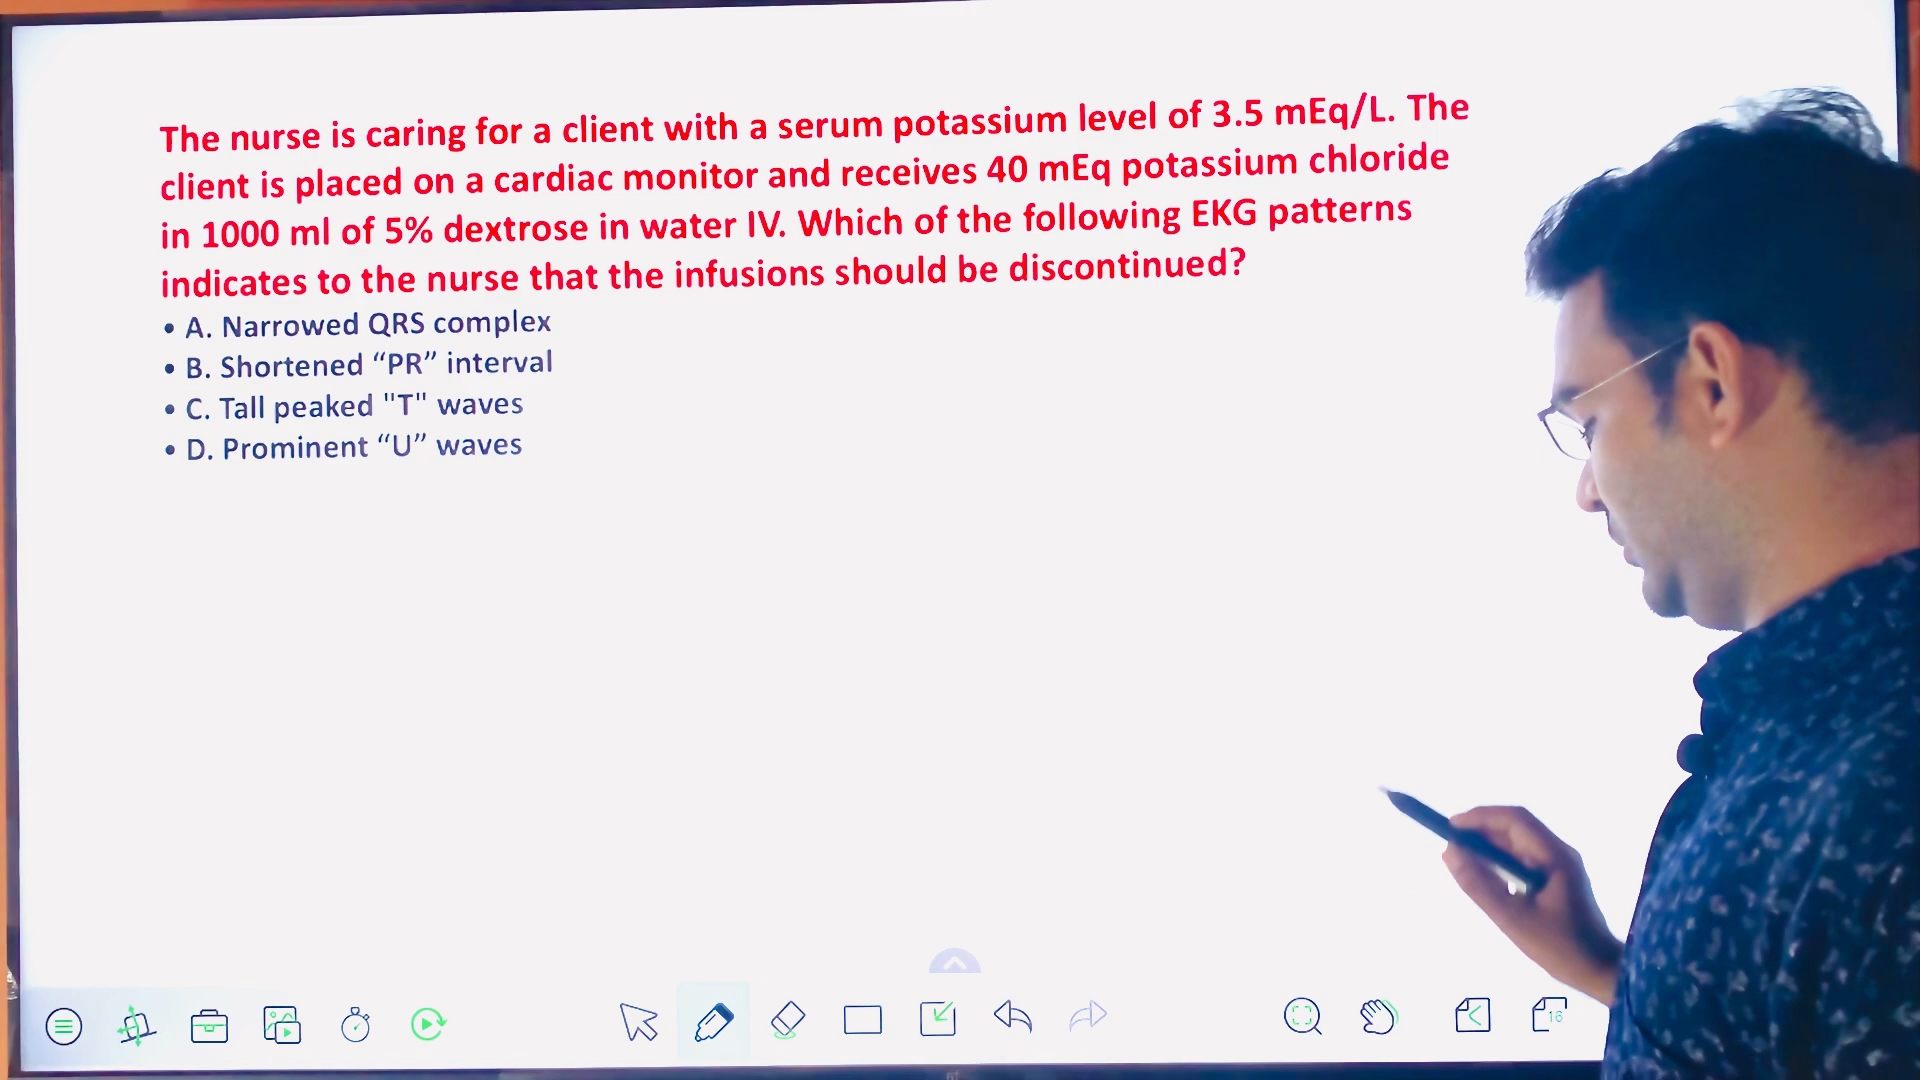 The nurse is caring for a client with a serum potassium level of 3.5 mEq/L. The
client is placed on a cardiac monitor and receives 40 mEq potassium chloride
in 1000 ml of 5% dextrose in water IV. Which of the following EKG patterns
indicates to the nurse that the infusions should be discontinued?
• A. Narrowed QRS complex
• B. Shortened “PR” interval
• C. Tall peaked "T" waves
• D. Prominent “U” waves
16